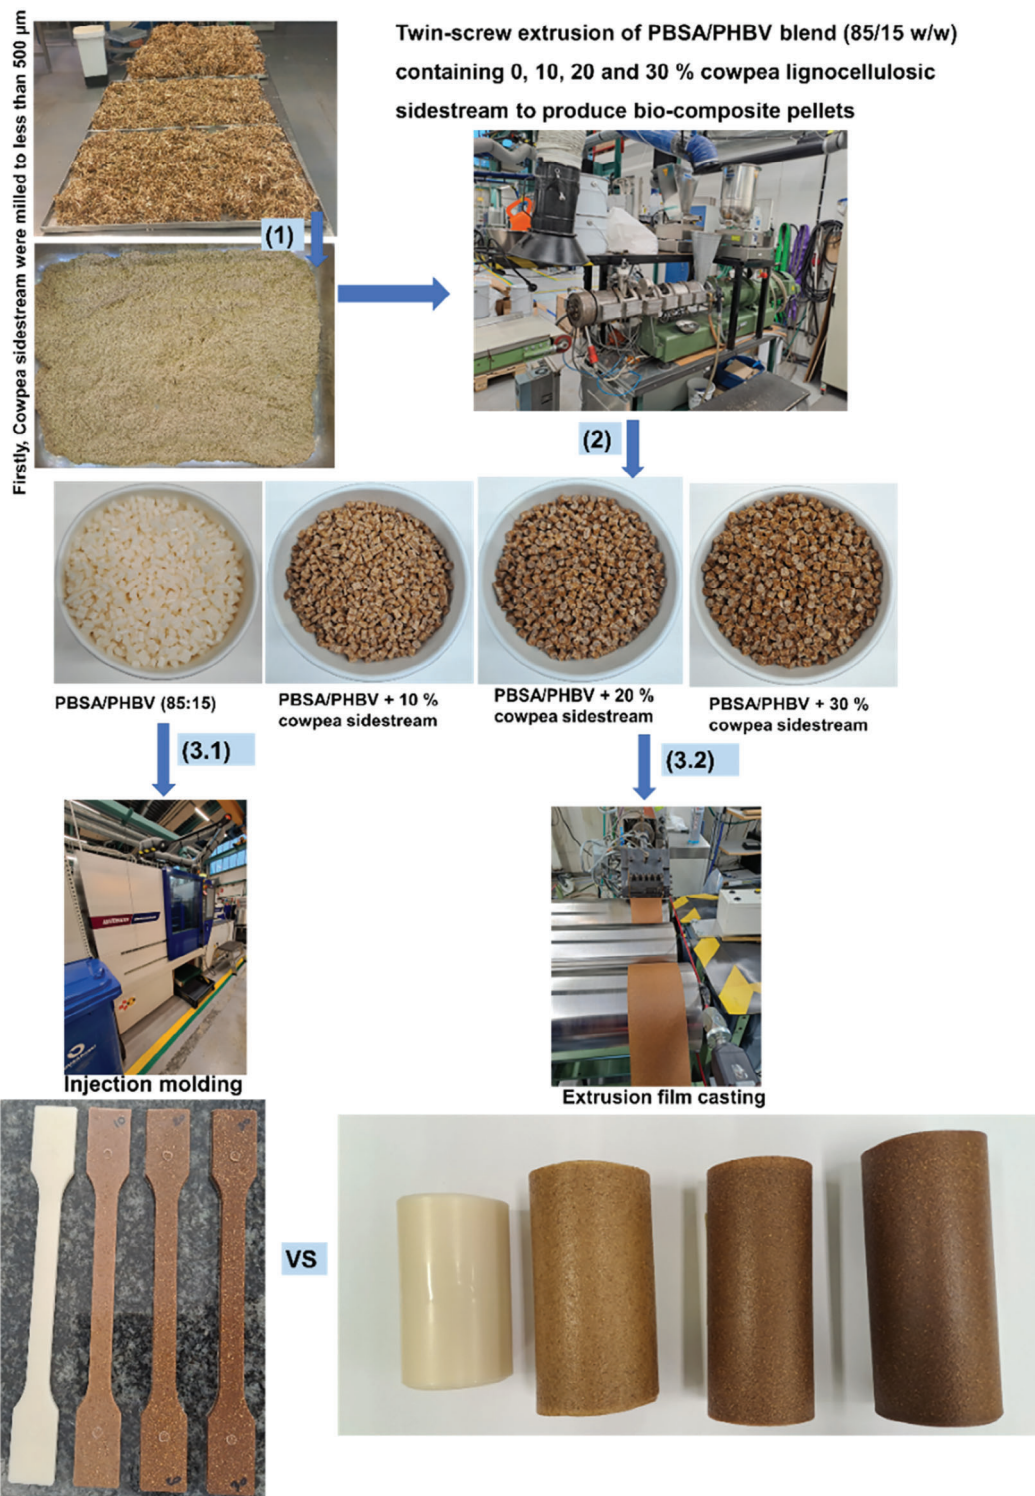 Firstly, Cowpea sidestream were milled to less than 500 µm
Twin-screw extrusion of PBSA/PHBV blend (85/15 w/w)
containing 0, 10, 20 and 30 % cowpea lignocellulosic
sidestream to produce bio-composite pellets
(1)
(2)
PBSA/PHBV (85:15)
PBSA/PHBV + 10 %
cowpea sidestream
PBSA/PHBV + 20 %
cowpea sidestream
PBSA/PHBV + 30 %
cowpea sidestream
(3.1)
(3.2)
Injection molding
Extrusion film casting
VS